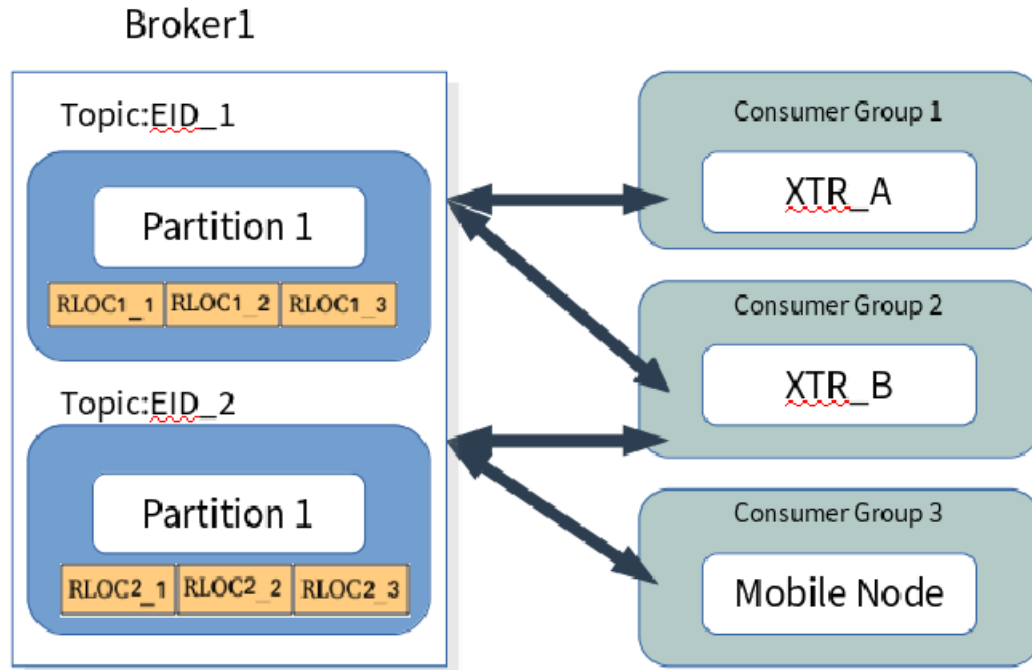 Broker1
Topic:EID_1
Partition 1
RLOC1_1 RLOC1_2 RLOC1_3
Topic:EID_2
Partition 1
RLOC2_1 RLOC2_2 RLOC2_3
Consumer Group 1
XTR_A
Consumer Group 2
XTR_B
Consumer Group 3
Mobile Node